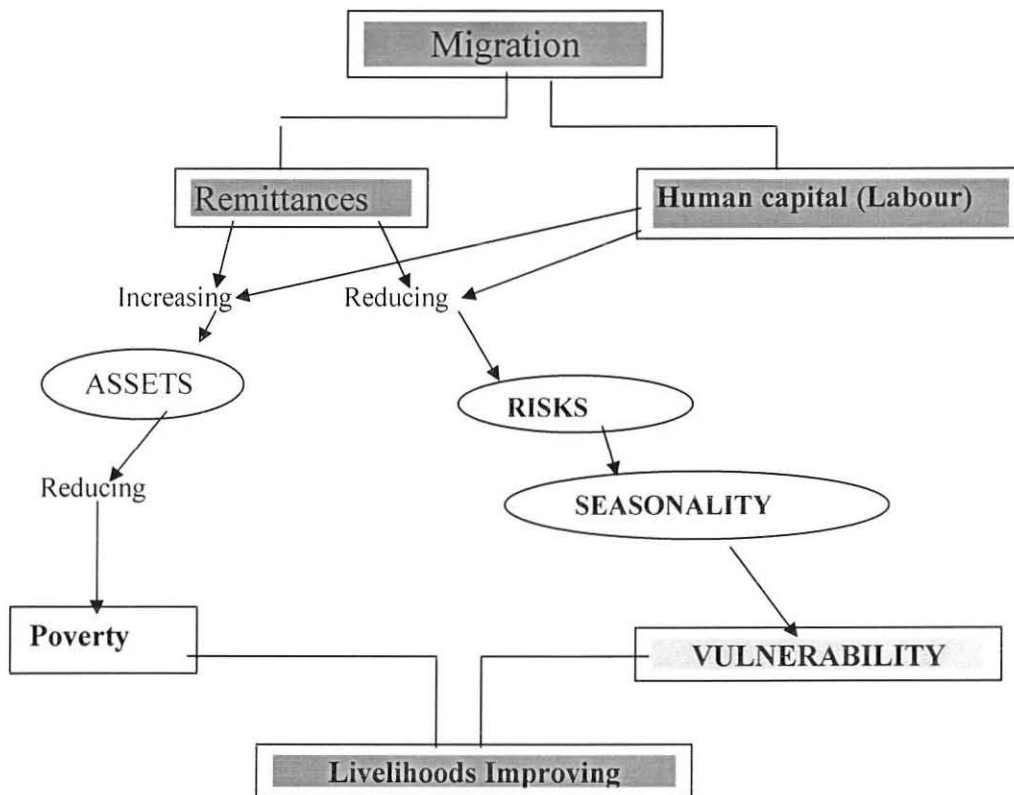 Migration
Remittances
Human capital (Labour)
Increasing
Reducing
ASSETS
RISKS
Reducing
SEASONALITY
Poverty
VULNERABILITY
Livelihoods Improving